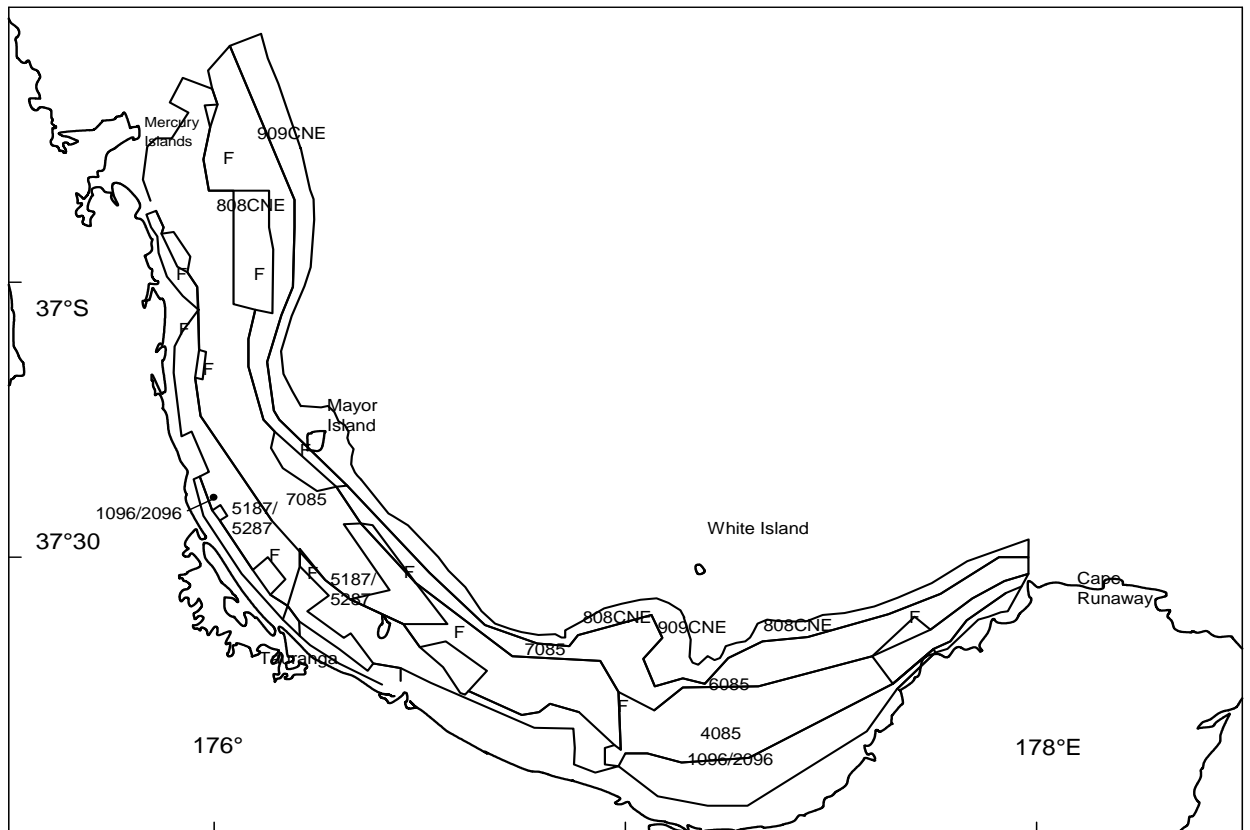 Mercury
Islands
909CNE
F
808CNE
F
F
37°S
F
F
Mayor
Island
F
7085
1096/2096
5187/
5287
White Island
37°30
F
F
F
5187/
5287
Cape
Runaway
808CNE
909CNE
808CNE
F
F
7085
Tauranga
6085
F
4085
176°
178°E
1096/2096